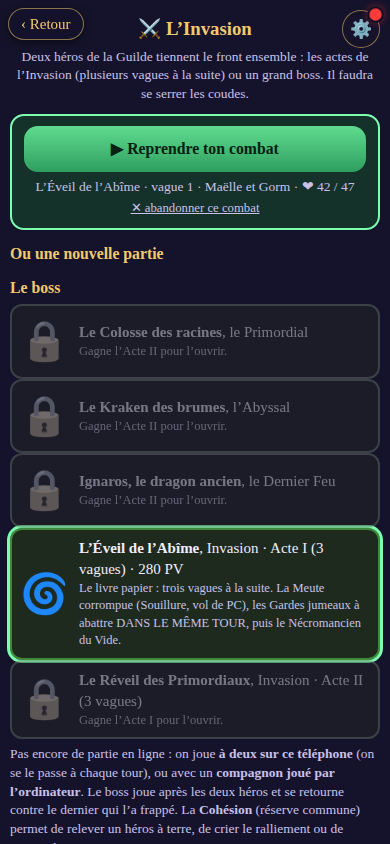 ‹ Retour
⚔️ L’Invasion
Deux héros de la Guilde tiennent le front ensemble : les actes de
l’Invasion (plusieurs vagues à la suite) ou un grand boss. Il faudra
se serrer les coudes.
▶ Reprendre ton combat
L’Éveil de l’Abîme · vague 1 · Maëlle et Gorm · ❤ 42 / 47
✕ abandonner ce combat
Ou une nouvelle partie
Le boss
Le Colosse des racines, le Primordial
Gagne l’Acte II pour l’ouvrir.
Le Kraken des brumes, l’Abyssal
Gagne l’Acte II pour l’ouvrir.
Ignaros, le dragon ancien, le Dernier Feu
Gagne l’Acte II pour l’ouvrir.
L’Éveil de l’Abîme, Invasion · Acte I (3
vagues) · 280 PV
Le livre papier : trois vagues à la suite. La Meute
corrompue (Souillure, vol de PC), les Gardes jumeaux à
abattre DANS LE MÊME TOUR, puis le Nécromancien
du Vide.
Le Réveil des Primordiaux, Invasion · Acte II
(3 vagues)
Gagne l’Acte I pour l’ouvrir.
Pas encore de partie en ligne : on joue à deux sur ce téléphone (on
se le passe à chaque tour), ou avec un compagnon joué par
l’ordinateur. Le boss joue après les deux héros et se retourne
contre le dernier qui l’a frappé. La Cohésion (réserve commune)
permet de relever un héros à terre, de crier le ralliement ou de